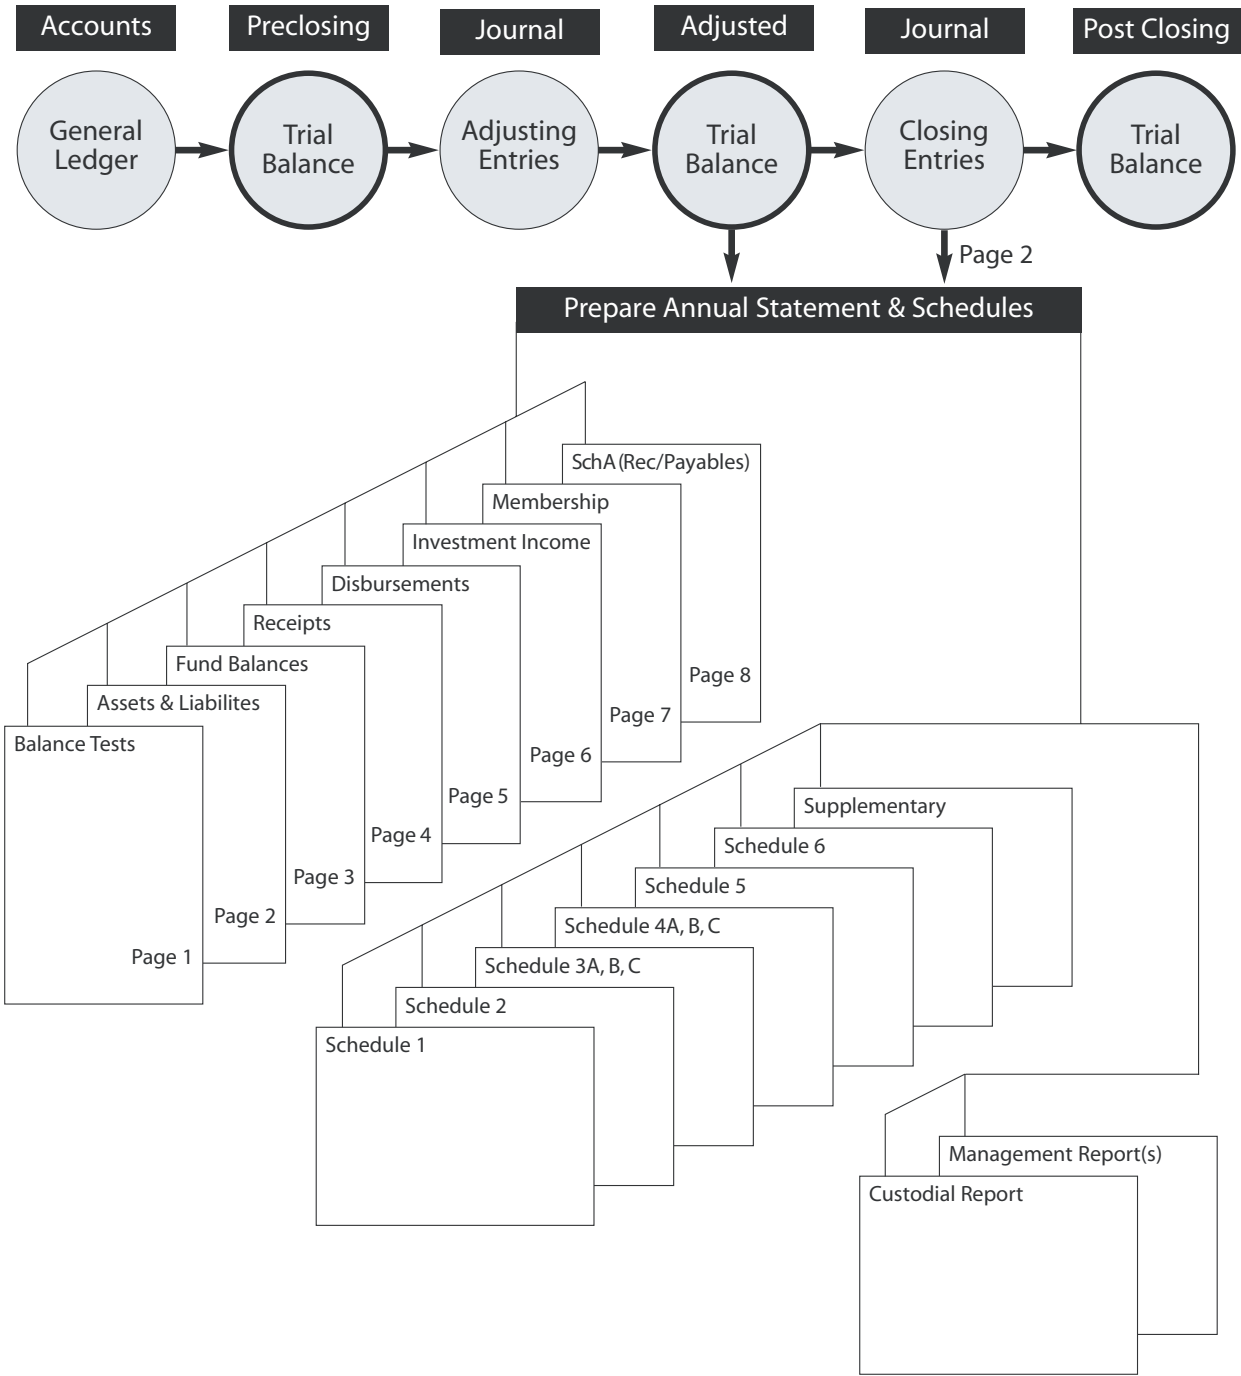 Accounts
Preclosing
Journal
Adjusted
Journal
Post Closing
General
Ledger
Trial
Balance
Adjusting
Entries
Trial
Balance
Closing
Entries
Trial
Balance
Page 2
Prepare Annual Statement & Schedules
SchA (Rec/Payables)
Page 8
Membership
Page 7
Investment Income
Page 6
Disbursements
Page 5
Receipts
Page 4
Fund Balances
Page 3
Assets & Liabilites
Page 2
Balance Tests
Page 1
Supplementary
Schedule 6
Schedule 5
Schedule 4A, B, C
Schedule 3A, B, C
Schedule 2
Schedule 1
Management Report(s)
Custodial Report